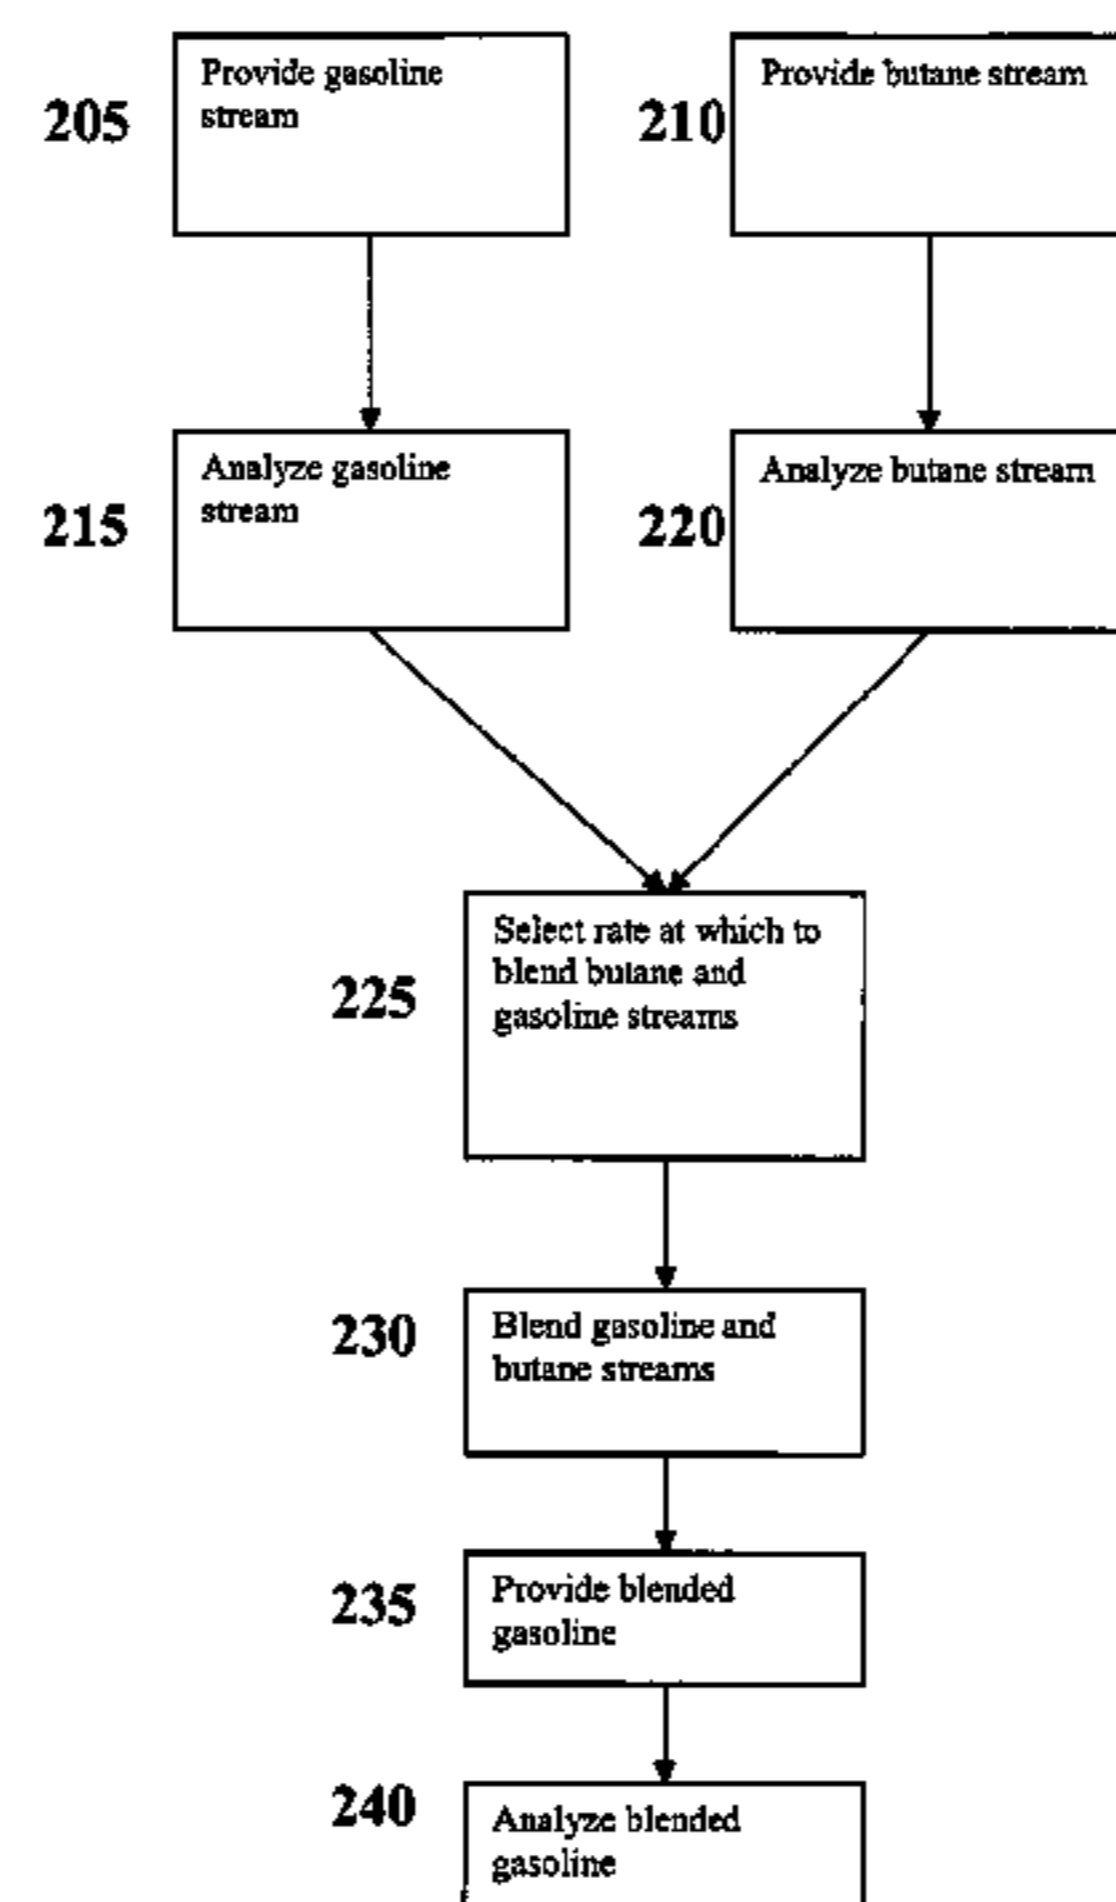 205
Provide gasoline
stream
210
Provide butane stream
215
Analyze gasoline
stream
220
Analyze butane stream
225
Select rate at which to
blend butane and
gasoline streams
230
Blend gasoline and
butane streams
235
Provide blended
gasoline
240
Analyze blended
gasoline